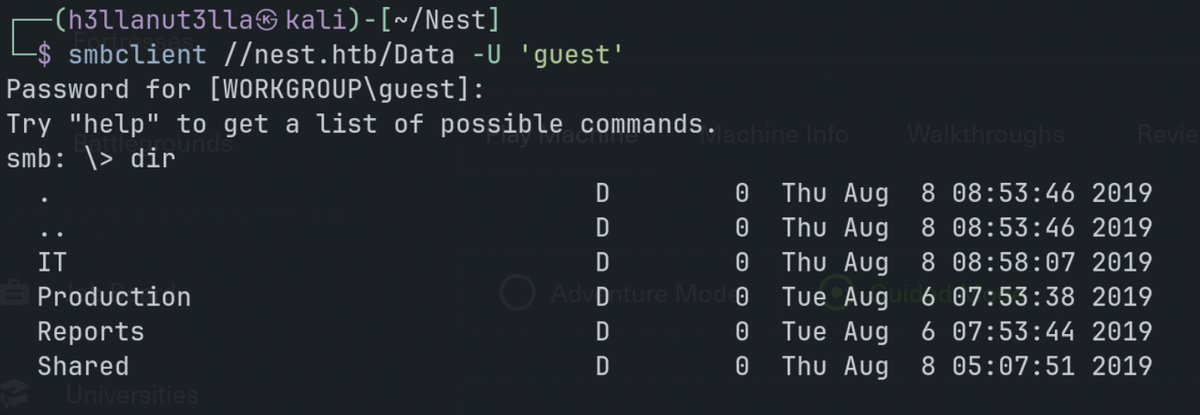 ┌──(h3llanut3lla㉿kali)-[~/Nest]
└─$ smbclient //nest.htb/Data -U 'guest'
Fortresses
Password for [WORKGROUP\guest]:
Try "help" to get a list of possible commands.
Battlegrounds Play Machine Machine Info Walkthroughs Revie
smb: \> dir
. D 0 Thu Aug 8 08:53:46 2019
.. D 0 Thu Aug 8 08:53:46 2019
IT D 0 Thu Aug 8 08:58:07 2019
Production D 0 Tue Aug 6 07:53:38 2019
Adventure Mode Guided
Reports D 0 Tue Aug 6 07:53:44 2019
Shared D 0 Thu Aug 8 05:07:51 2019
Universities